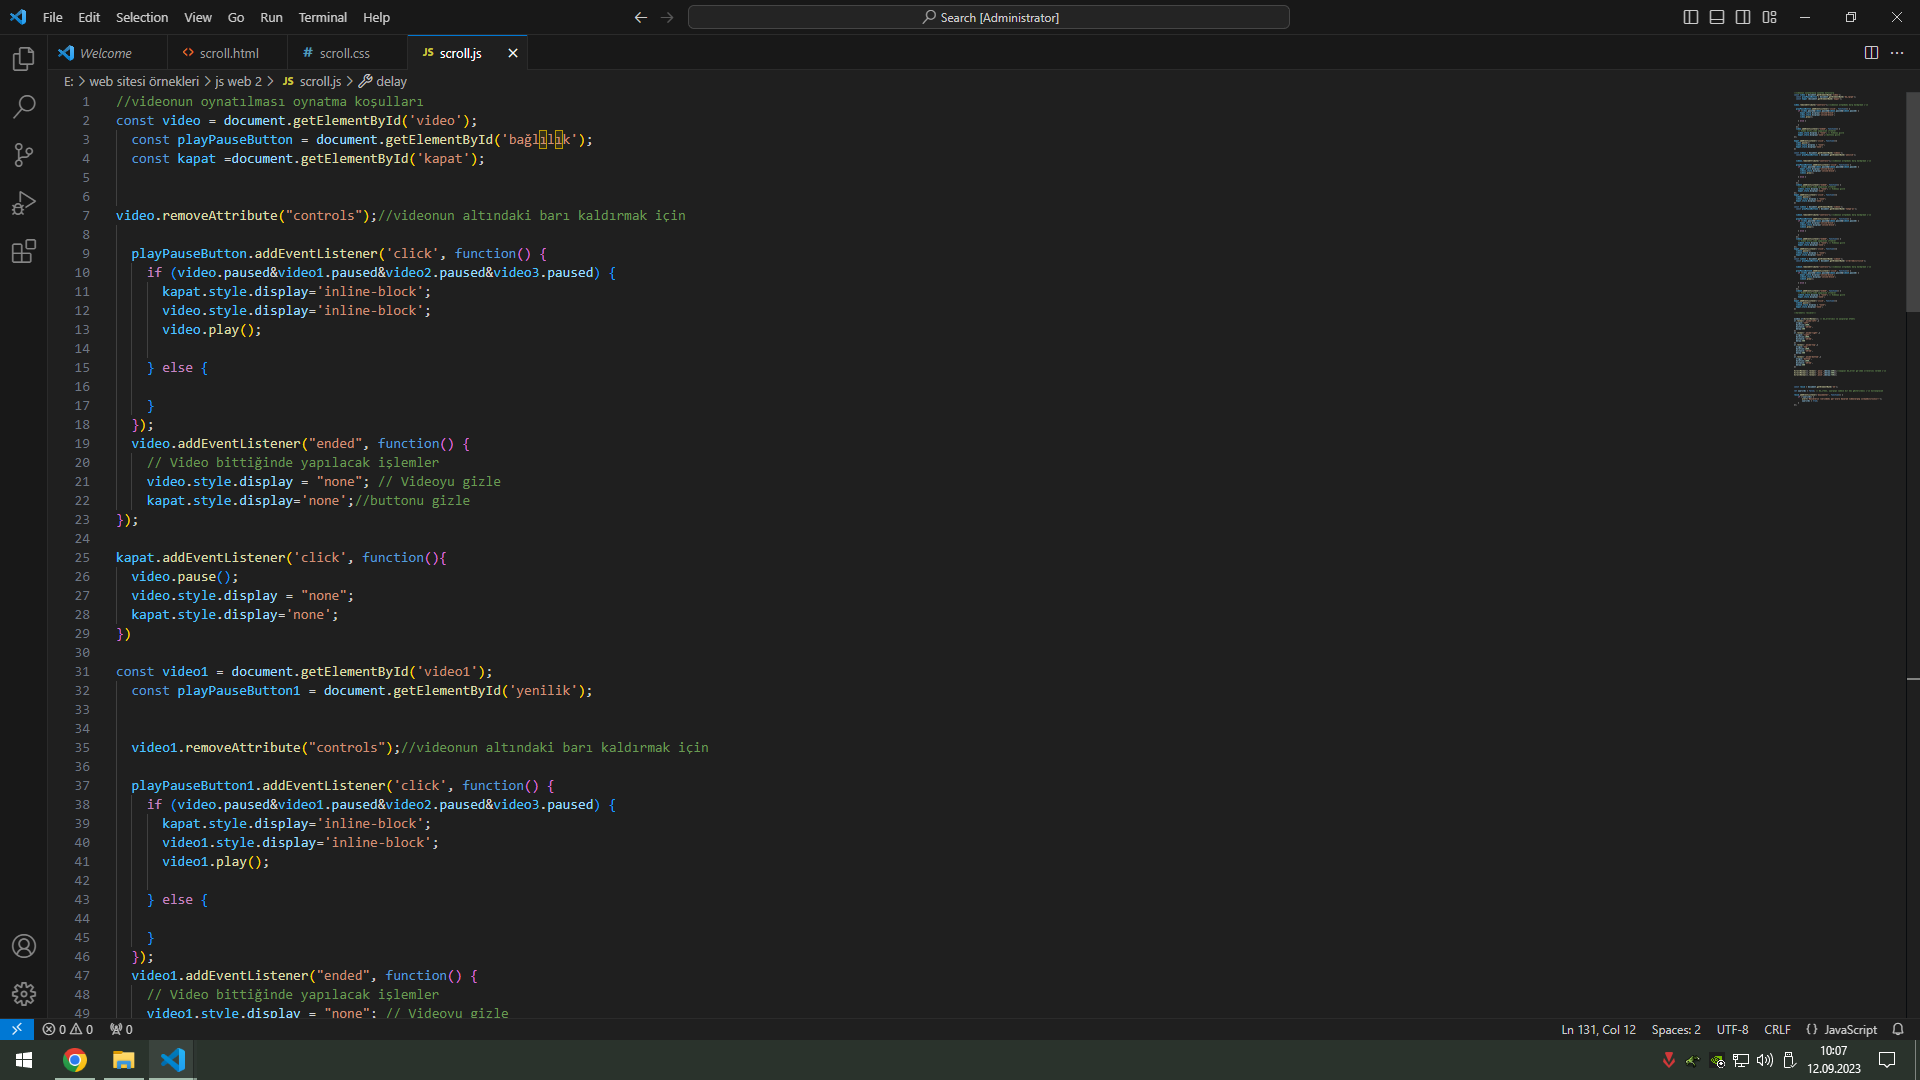 File Edit Selection View Go Run Terminal Help
Search [Administrator]
Welcome
<> scroll.html
# scroll.css
JS scroll.js
E: > web sitesi örnekleri > js web 2 > JS scroll.js > delay
1 //videonun oynatılması oynatma koşulları
2 const video = document.getElementById('video');
3 const playPauseButton = document.getElementById('bağlılık');
4 const kapat =document.getElementById('kapat');
5
6
7 video.removeAttribute("controls");//videonun altındaki barı kaldırmak için
8
9 playPauseButton.addEventListener('click', function() {
10 if (video.paused&video1.paused&video2.paused&video3.paused) {
11 kapat.style.display='inline-block';
12 video.style.display='inline-block';
13 video.play();
14
15 } else {
16
17 }
18 });
19 video.addEventListener("ended", function() {
20 // Video bittiğinde yapılacak işlemler
21 video.style.display = "none"; // Videoyu gizle
22 kapat.style.display='none';//buttonu gizle
23 });
24
25 kapat.addEventListener('click', function(){
26 video.pause();
27 video.style.display = "none";
28 kapat.style.display='none';
29 })
30
31 const video1 = document.getElementById('video1');
32 const playPauseButton1 = document.getElementById('yenilik');
33
34
35 video1.removeAttribute("controls");//videonun altındaki barı kaldırmak için
36
37 playPauseButton1.addEventListener('click', function() {
38 if (video.paused&video1.paused&video2.paused&video3.paused) {
39 kapat.style.display='inline-block';
40 video1.style.display='inline-block';
41 video1.play();
42
43 } else {
44
45 }
46 });
47 video1.addEventListener("ended", function() {
48 // Video bittiğinde yapılacak işlemler
49 video1.style.display = "none"; // Videoyu gizle
0 0 0
Ln 131, Col 12 Spaces: 2 UTF-8 CRLF {} JavaScript
10:07
12.09.2023